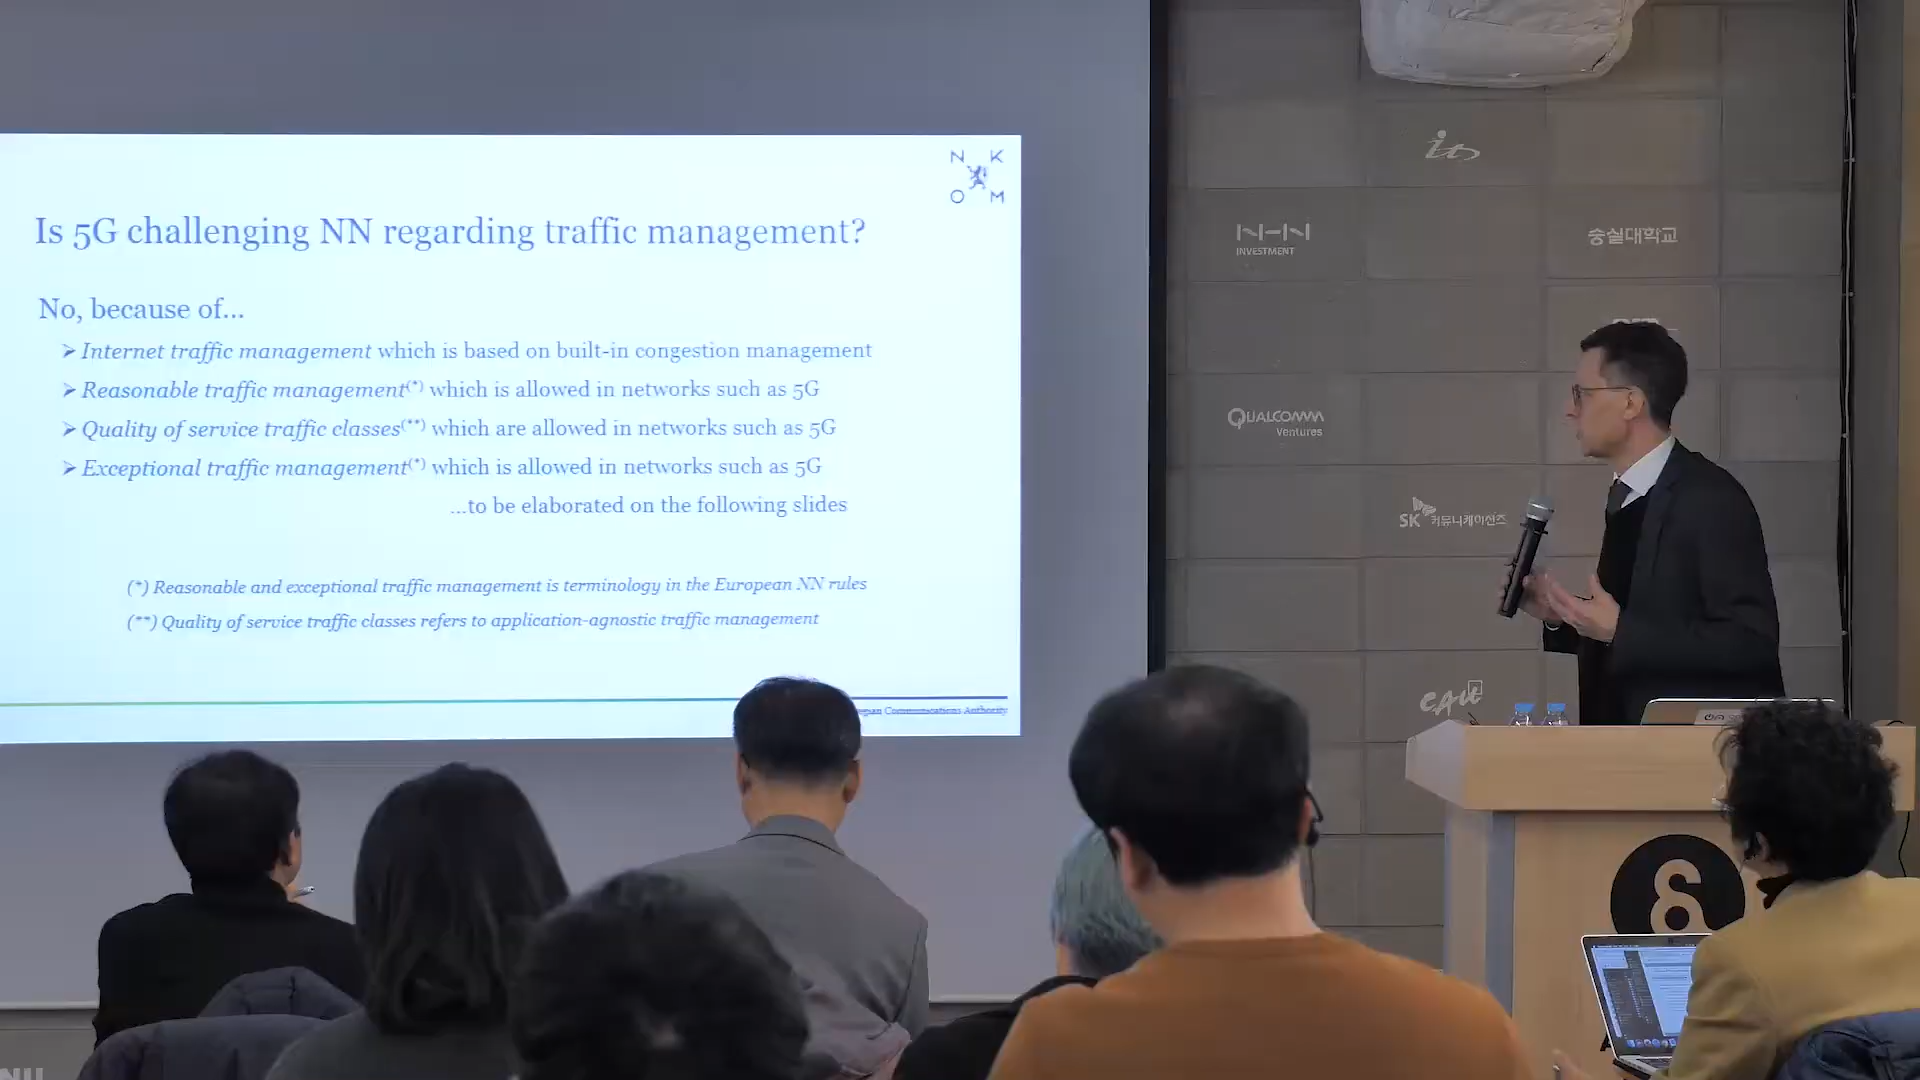 N K
O M
Is 5G challenging NN regarding traffic management?
No, because of...
➢ Internet traffic management which is based on built-in congestion management
➢ Reasonable traffic management(*) which is allowed in networks such as 5G
➢ Quality of service traffic classes(**) which are allowed in networks such as 5G
➢ Exceptional traffic management(*) which is allowed in networks such as 5G
...to be elaborated on the following slides
(*) Reasonable and exceptional traffic management is terminology in the European NN rules
(**) Quality of service traffic classes refers to application-agnostic traffic management
Communications Authority
NHN
INVESTMENT
숭실대학교
QUALCOMM
Ventures
SK 커뮤니케이션즈
CAU